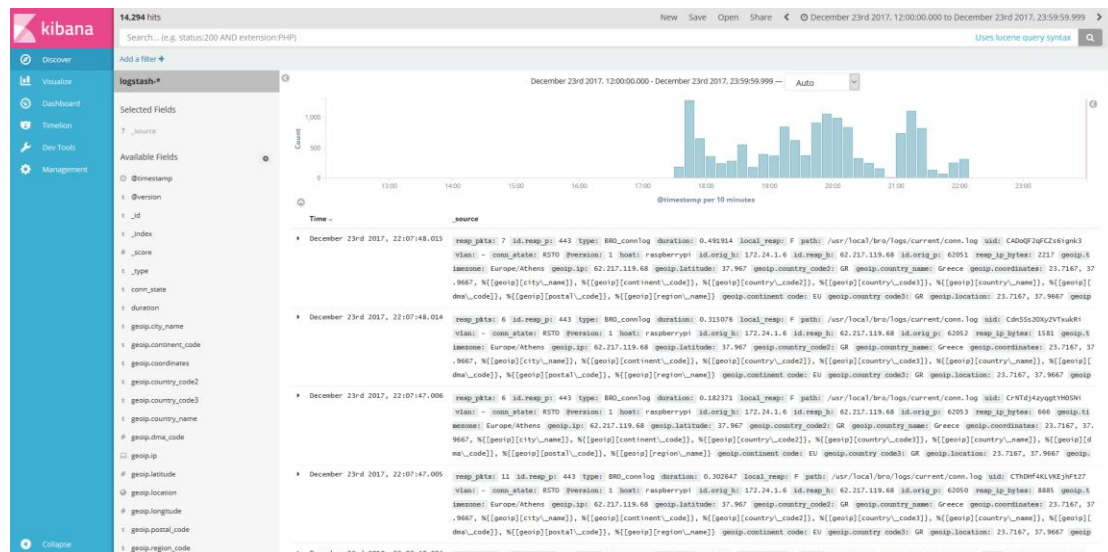 kibana
Discover
Visualize
Dashboard
Timelion
Dev Tools
Management
Collapse
14,294 hits
New Save Open Share December 23rd 2017, 12:00:00.000 to December 23rd 2017, 23:59:59.999
Search... (e.g. status:200 AND extension:PHP)
Uses lucene query syntax
Add a filter +
logstash-*
Selected Fields
? _source
Available Fields
@timestamp
t @version
t _id
t _index
# _score
t _type
t conn_state
t duration
t geoip.city_name
t geoip.continent_code
t geoip.coordinates
t geoip.country_code2
t geoip.country_code3
t geoip.country_name
# geoip.dma_code
geoip.ip
# geoip.latitude
geoip.location
# geoip.longitude
t geoip.postal_code
t geoip.region_code
December 23rd 2017, 12:00:00.000 - December 23rd 2017, 23:59:59.999 — Auto
Count
1,000
500
0
13:00 14:00 15:00 16:00 17:00 18:00 19:00 20:00 21:00 22:00 23:00
@timestamp per 10 minutes
Time _source
December 23rd 2017, 22:07:48.015 resp_pkts: 7 id.resp_p: 443 type: BRO_connlog duration: 0.491914 local_resp: F path: /usr/local/bro/logs/current/conn.log uid: CADoQF2qFCZs6ignk3
vlan: - conn_state: RSTO @version: 1 host: raspberrypi id.orig_h: 172.24.1.6 id.resp_h: 62.217.119.68 id.orig_p: 62051 resp_ip_bytes: 2217 geoip.t
imezone: Europe/Athens geoip.ip: 62.217.119.68 geoip.latitude: 37.967 geoip.country_code2: GR geoip.country_name: Greece geoip.coordinates: 23.7167, 37
.9667, %{[geoip][city\_name]}, %{[geoip][continent\_code]}, %{[geoip][country\_code2]}, %{[geoip][country\_code3]}, %{[geoip][country\_name]}, %{[geoip][
dma\_code]}, %{[geoip][postal\_code]}, %{[geoip][region\_name]} geoip.continent_code: EU geoip.country_code3: GR geoip.location: 23.7167, 37.9667 geoip
December 23rd 2017, 22:07:48.014 resp_pkts: 6 id.resp_p: 443 type: BRO_connlog duration: 0.315076 local_resp: F path: /usr/local/bro/logs/current/conn.log uid: CdnSSs2OXy2VTxukRi
vlan: - conn_state: RSTO @version: 1 host: raspberrypi id.orig_h: 172.24.1.6 id.resp_h: 62.217.119.68 id.orig_p: 62052 resp_ip_bytes: 1581 geoip.t
imezone: Europe/Athens geoip.ip: 62.217.119.68 geoip.latitude: 37.967 geoip.country_code2: GR geoip.country_name: Greece geoip.coordinates: 23.7167, 37
.9667, %{[geoip][city\_name]}, %{[geoip][continent\_code]}, %{[geoip][country\_code2]}, %{[geoip][country\_code3]}, %{[geoip][country\_name]}, %{[geoip][
dma\_code]}, %{[geoip][postal\_code]}, %{[geoip][region\_name]} geoip.continent_code: EU geoip.country_code3: GR geoip.location: 23.7167, 37.9667 geoip
December 23rd 2017, 22:07:47.006 resp_pkts: 6 id.resp_p: 443 type: BRO_connlog duration: 0.182371 local_resp: F path: /usr/local/bro/logs/current/conn.log uid: CrNTdj4zyqgtYHOSNi
vlan: - conn_state: RSTO @version: 1 host: raspberrypi id.orig_h: 172.24.1.6 id.resp_h: 62.217.119.68 id.orig_p: 62053 resp_ip_bytes: 666 geoip.ti
mezone: Europe/Athens geoip.ip: 62.217.119.68 geoip.latitude: 37.967 geoip.country_code2: GR geoip.country_name: Greece geoip.coordinates: 23.7167, 37.
9667, %{[geoip][city\_name]}, %{[geoip][continent\_code]}, %{[geoip][country\_code2]}, %{[geoip][country\_code3]}, %{[geoip][country\_name]}, %{[geoip][d
ma\_code]}, %{[geoip][postal\_code]}, %{[geoip][region\_name]} geoip.continent_code: EU geoip.country_code3: GR geoip.location: 23.7167, 37.9667 geoip.
December 23rd 2017, 22:07:47.005 resp_pkts: 11 id.resp_p: 443 type: BRO_connlog duration: 0.302647 local_resp: F path: /usr/local/bro/logs/current/conn.log uid: CThDHf4KLVKEjhFt27
vlan: - conn_state: RSTO @version: 1 host: raspberrypi id.orig_h: 172.24.1.6 id.resp_h: 62.217.119.68 id.orig_p: 62050 resp_ip_bytes: 8885 geoip.t
imezone: Europe/Athens geoip.ip: 62.217.119.68 geoip.latitude: 37.967 geoip.country_code2: GR geoip.country_name: Greece geoip.coordinates: 23.7167, 37
.9667, %{[geoip][city\_name]}, %{[geoip][continent\_code]}, %{[geoip][country\_code2]}, %{[geoip][country\_code3]}, %{[geoip][country\_name]}, %{[geoip][
dma\_code]}, %{[geoip][postal\_code]}, %{[geoip][region\_name]} geoip.continent_code: EU geoip.country_code3: GR geoip.location: 23.7167, 37.9667 geoip